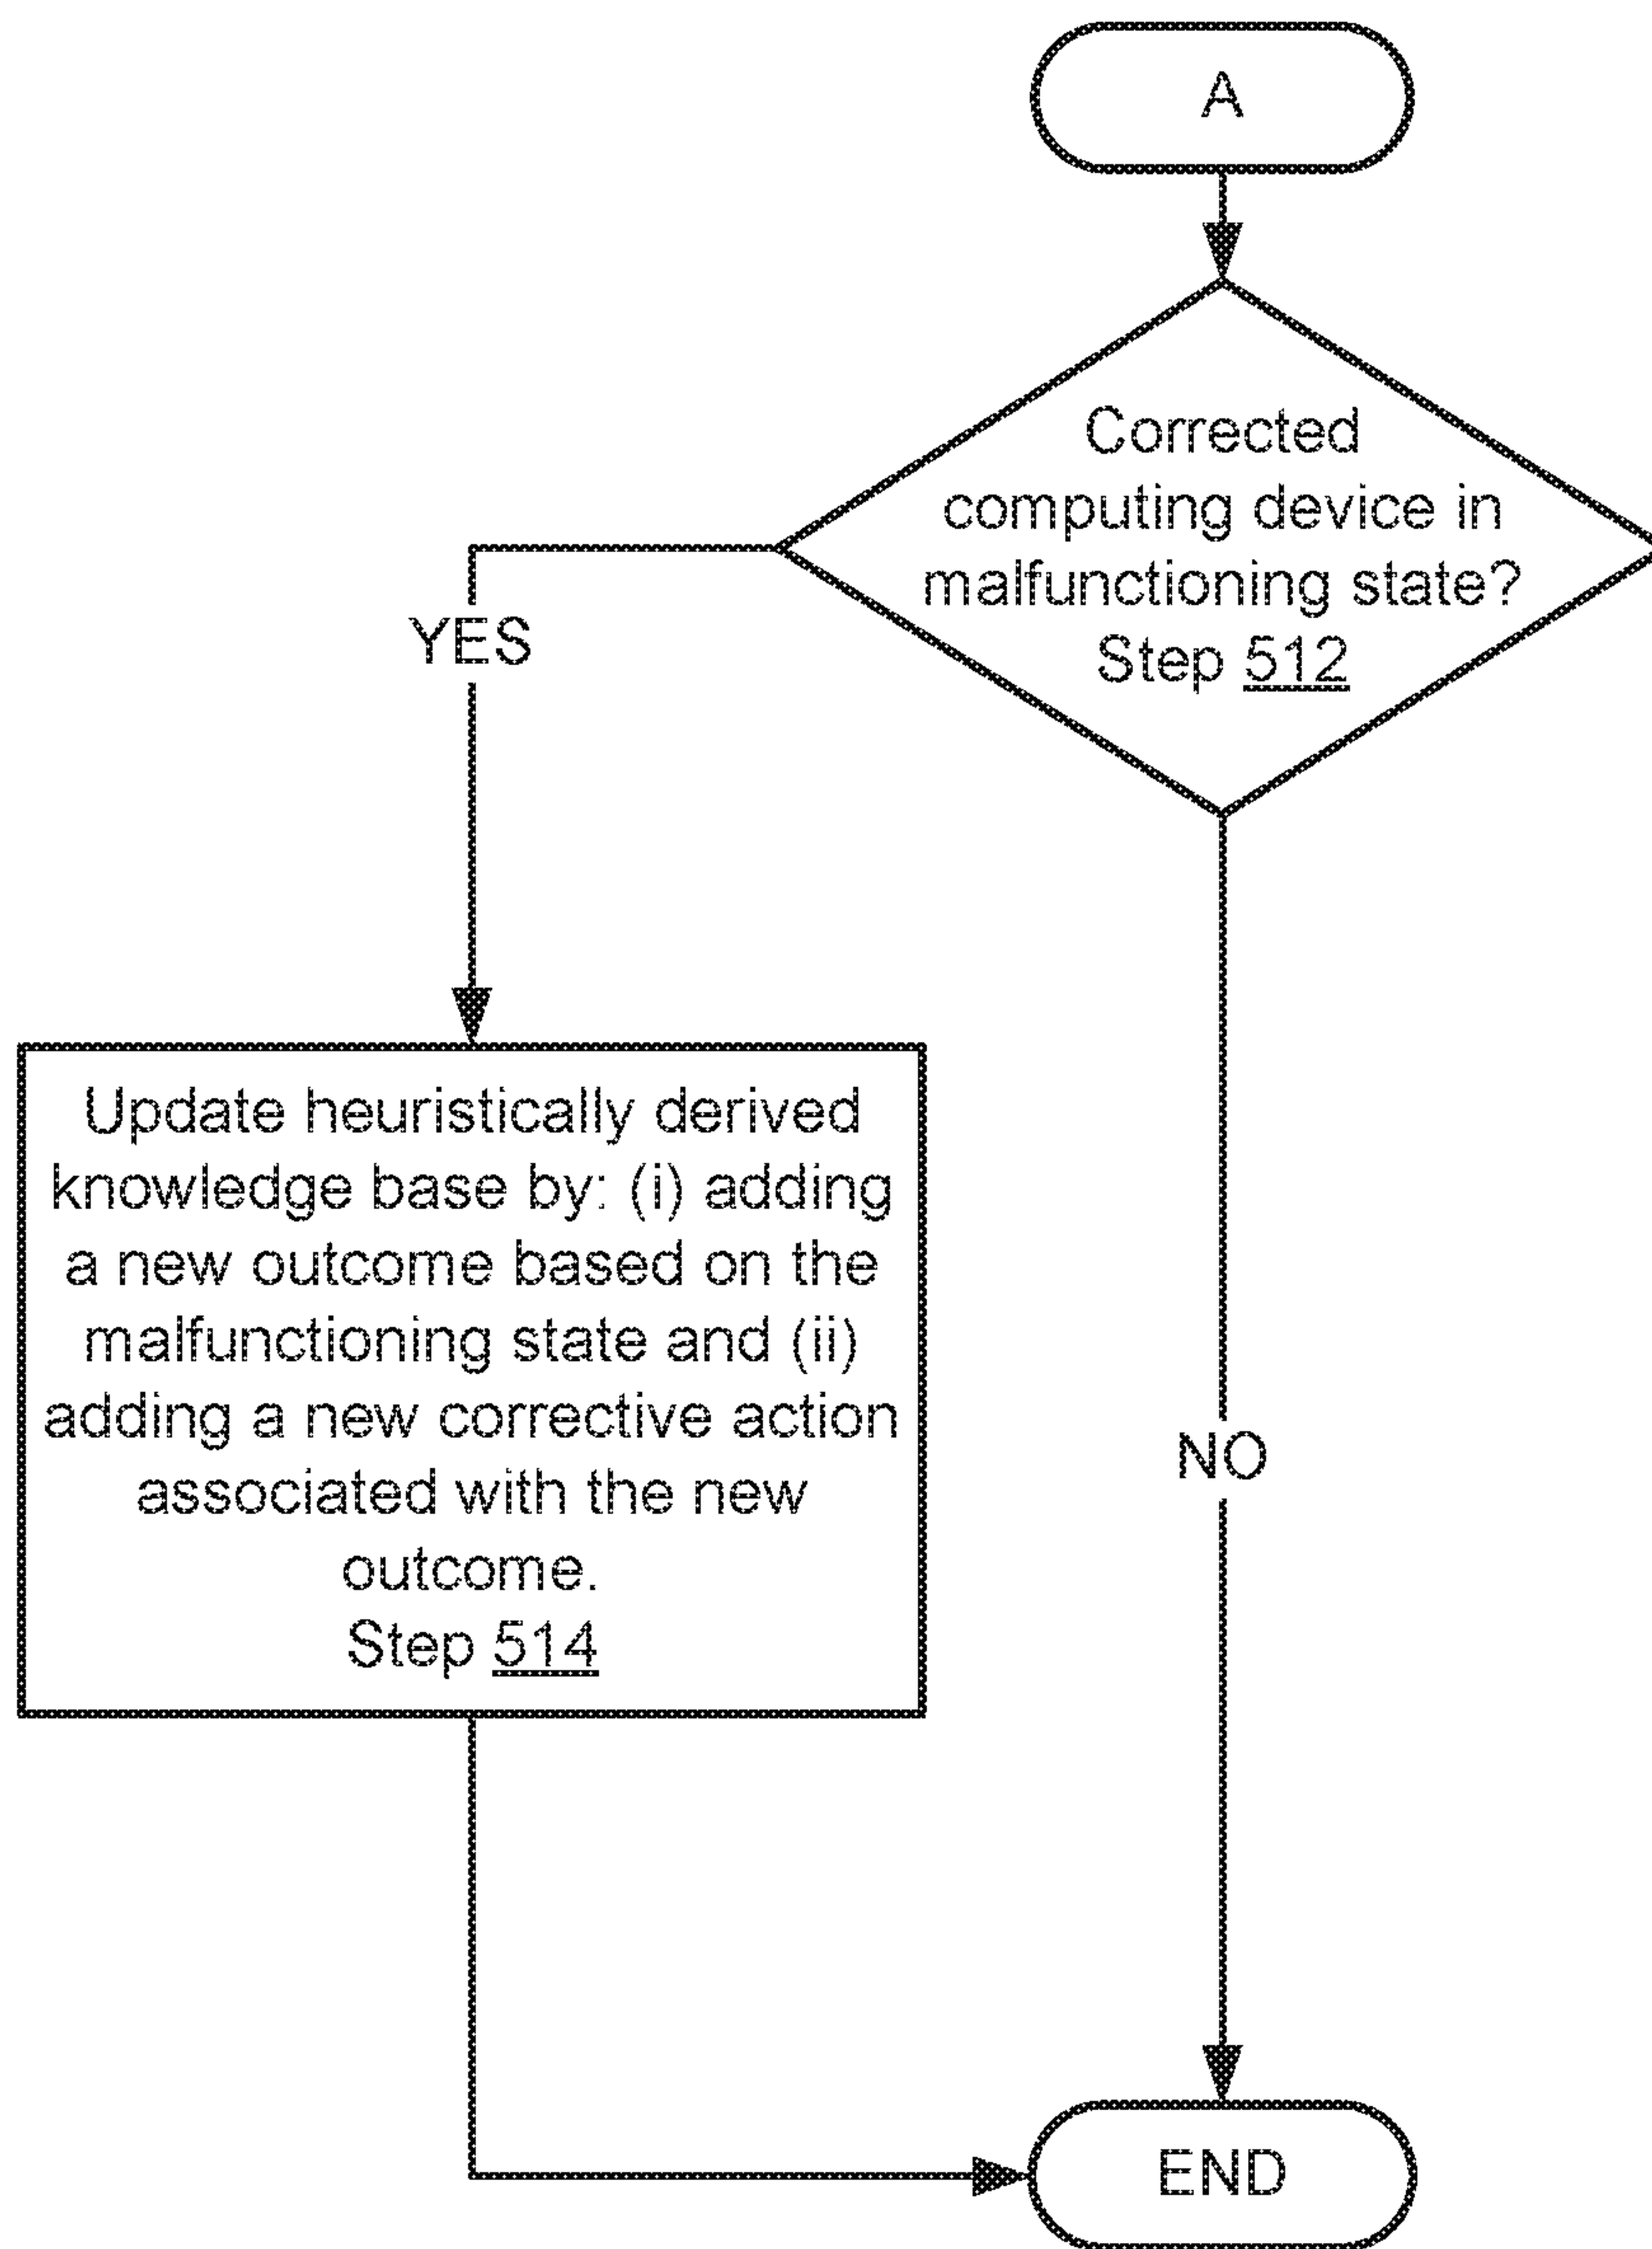 A
Corrected
computing device in
malfunctioning state?
Step 512
YES
Update heuristically derived
knowledge base by: (i) adding
a new outcome based on the
malfunctioning state and (ii)
adding a new corrective action
associated with the new
outcome.
Step 514
NO
END